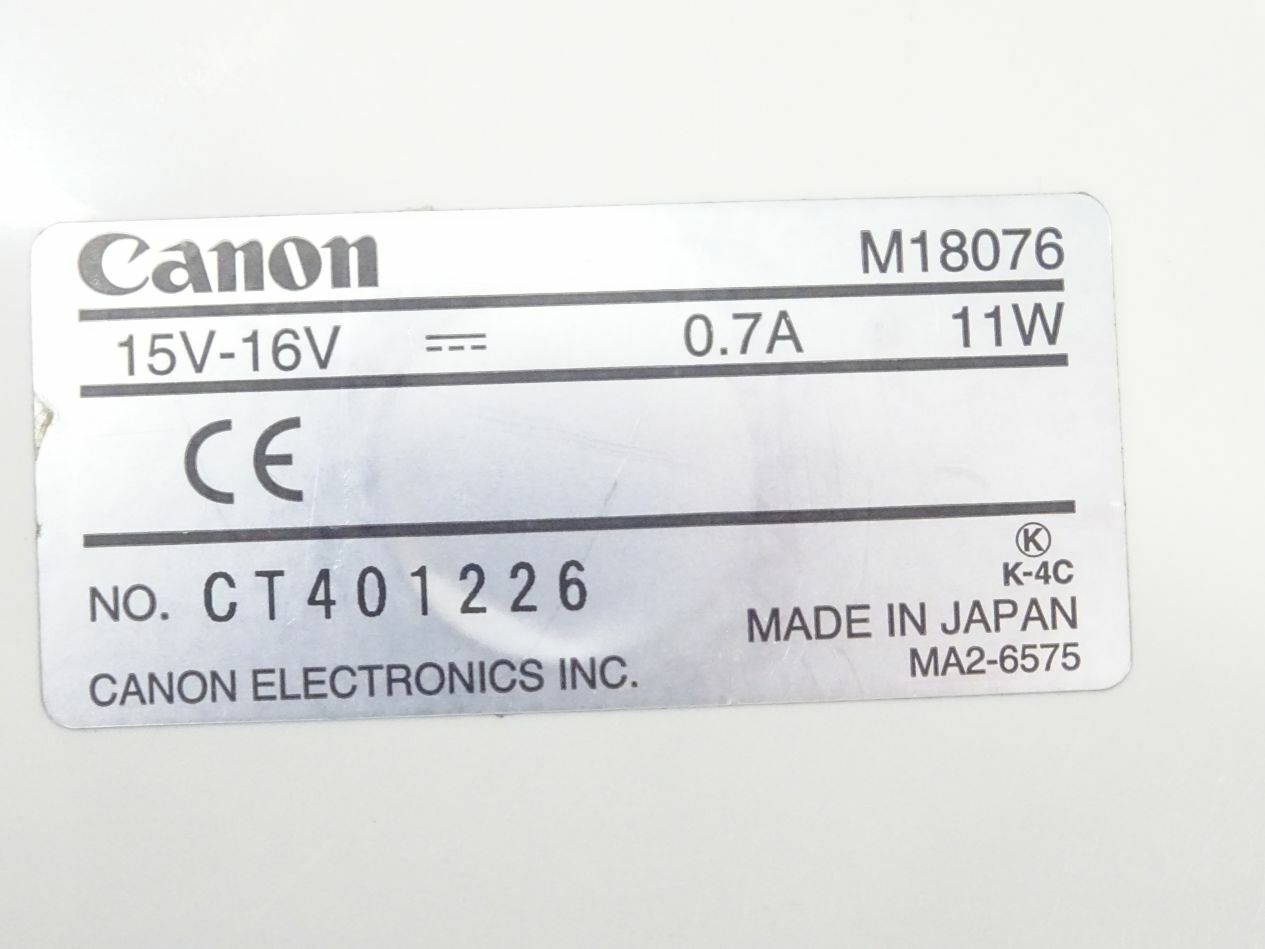 Canon M18076
15V-16V ⎓ 0.7A 11W
CE
K
K-4C
NO. CT401226
MADE IN JAPAN
CANON ELECTRONICS INC. MA2-6575